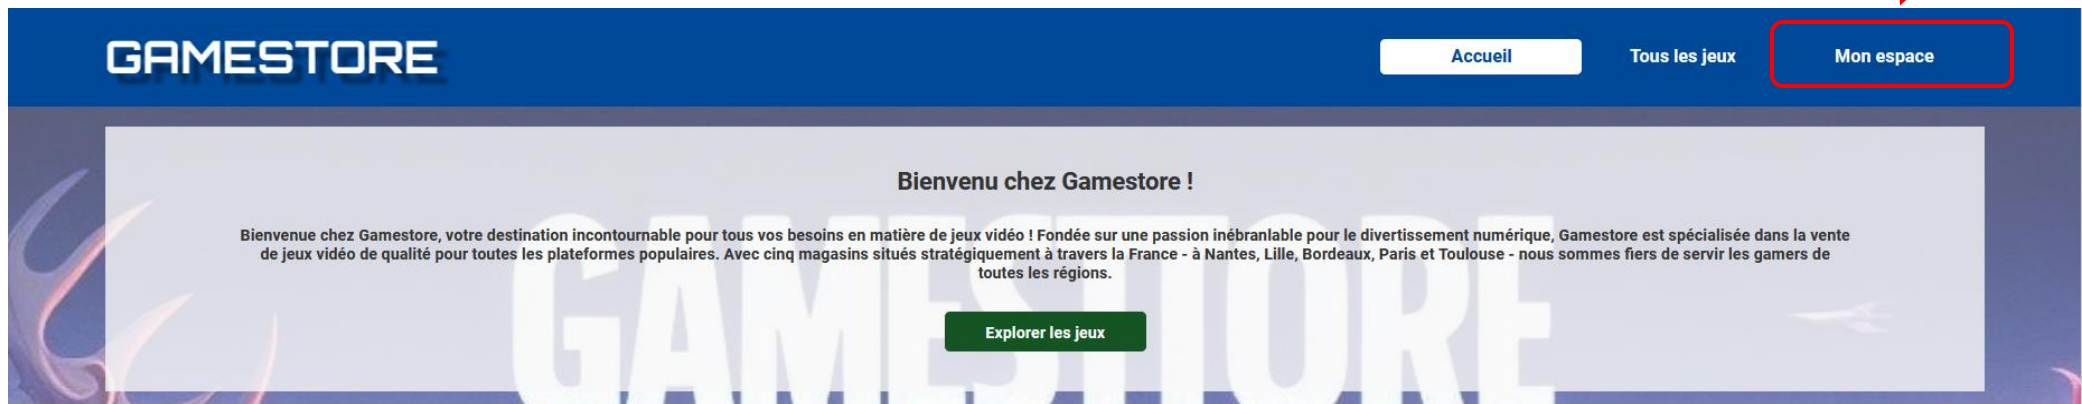 GAMESTORE
Accueil
Tous les jeux
Mon espace
Bienvenu chez Gamestore !
Bienvenue chez Gamestore, votre destination incontournable pour tous vos besoins en matière de jeux vidéo ! Fondée sur une passion inébranlable pour le divertissement numérique, Gamestore est spécialisée dans la vente
de jeux vidéo de qualité pour toutes les plateformes populaires. Avec cinq magasins situés stratégiquement à travers la France - à Nantes, Lille, Bordeaux, Paris et Toulouse - nous sommes fiers de servir les gamers de
toutes les régions.
Explorer les jeux
GAMESTTORE